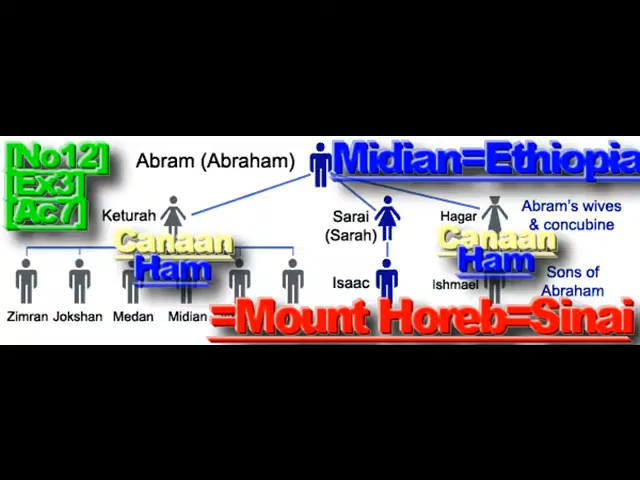 [No12]
[Ex3]
[Ac7]
Abram (Abraham)
Midian=Ethiopia
Keturah
Sarai
(Sarah)
Hagar
Abram's wives
& concubine
Canaan
Ham
Canaan
Ham
Isaac
Ishmael
Sons of
Abraham
Zimran Jokshan Medan Midian
=Mount Horeb=Sinai